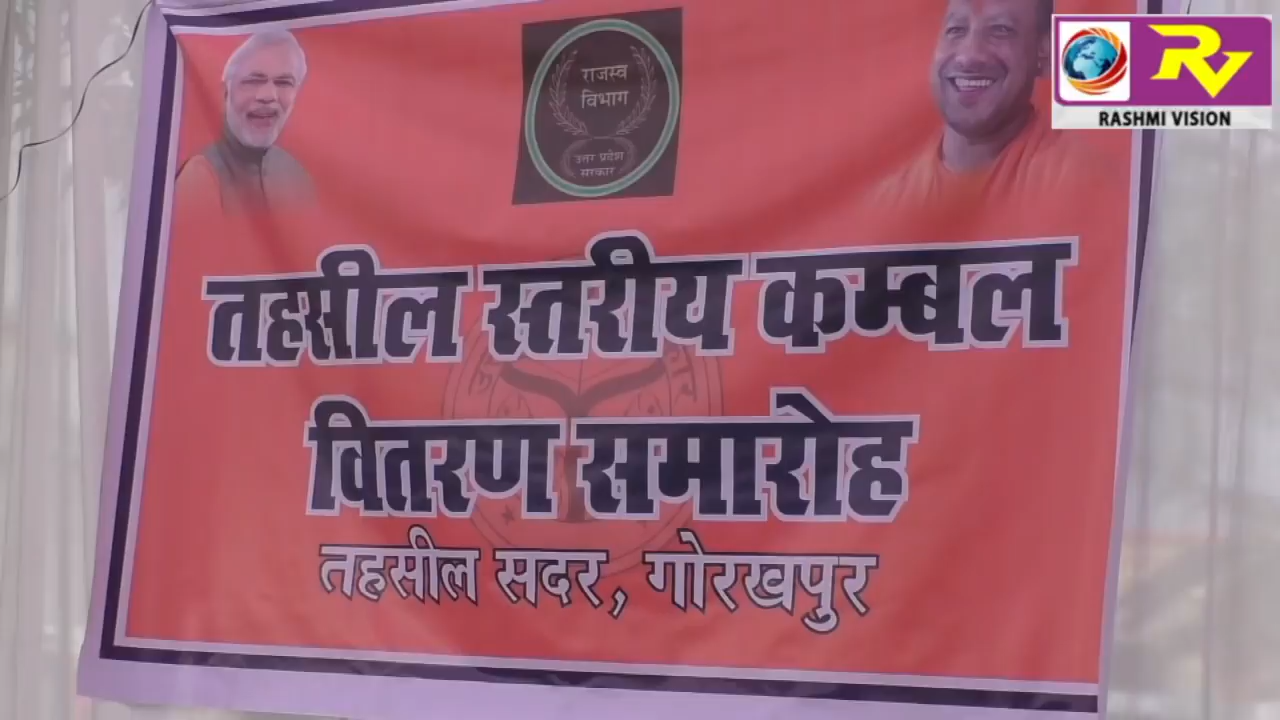 राजस्व
विभाग
उत्तर प्रदेश
सरकार
RV
RASHMI VISION
तहसील स्तरीय कम्बल
वितरण समारोह
तहसील सदर, गोरखपुर